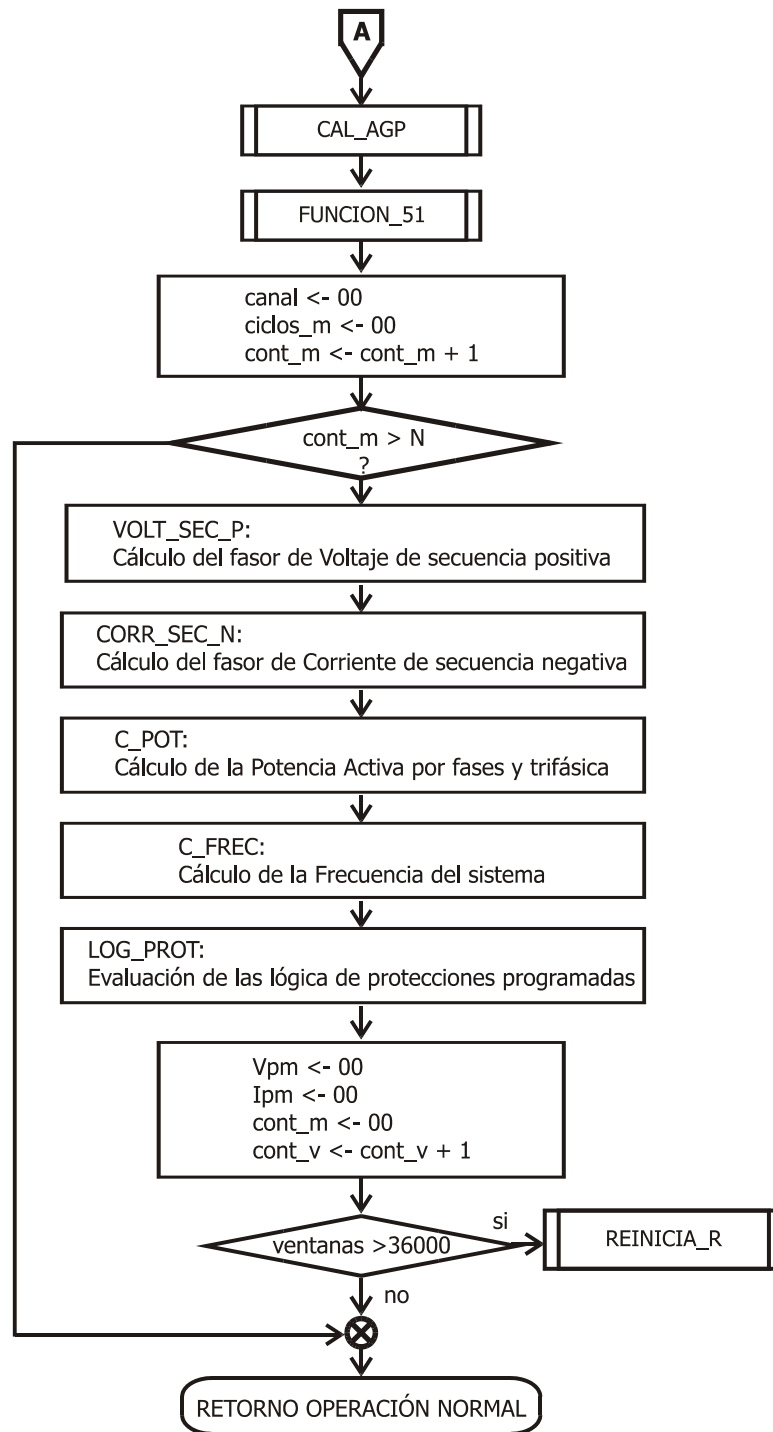 A
CAL_AGP
FUNCION_51
canal <- 00
ciclos_m <- 00
cont_m <- cont_m + 1
cont_m > N
?
VOLT_SEC_P:
Cálculo del fasor de Voltaje de secuencia positiva
CORR_SEC_N:
Cálculo del fasor de Corriente de secuencia negativa
C_POT:
Cálculo de la Potencia Activa por fases y trifásica
C_FREC:
Cálculo de la Frecuencia del sistema
LOG_PROT:
Evaluación de las lógica de protecciones programadas
Vpm <- 00
Ipm <- 00
cont_m <- 00
cont_v <- cont_v + 1
ventanas >36000
si
REINICIA_R
no
RETORNO OPERACIÓN NORMAL